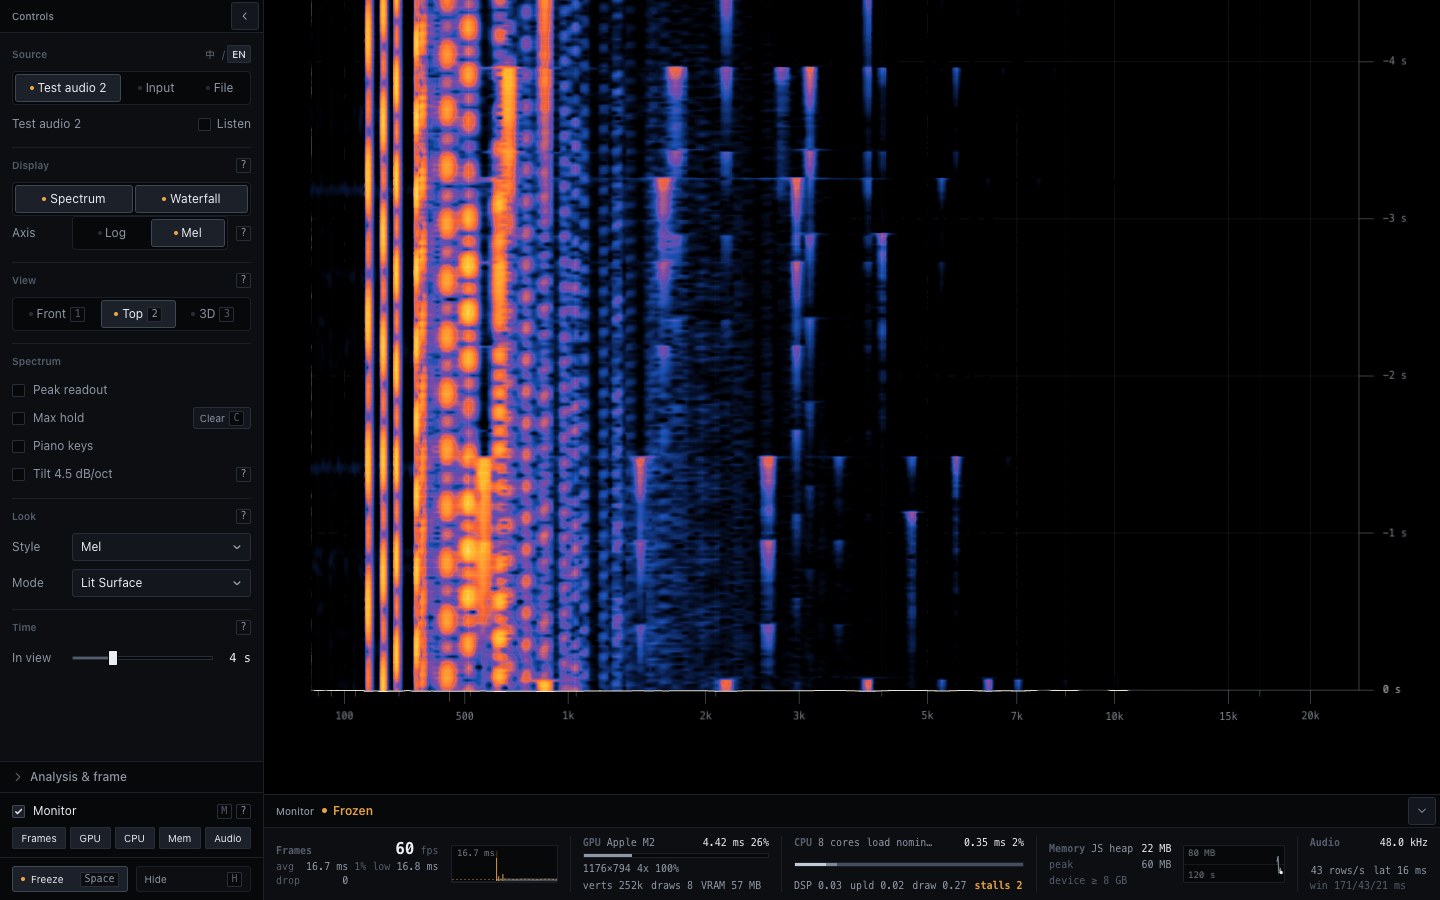 Controls
Source 中 / EN
Test audio 2 Input File
Test audio 2 Listen
Display ?
Spectrum Waterfall
Axis Log Mel ?
View ?
Front 1 Top 2 3D 3
Spectrum
Peak readout
Max hold Clear C
Piano keys
Tilt 4.5 dB/oct ?
Look ?
Style Mel
Mode Lit Surface
Time ?
In view 4 s
Analysis & frame
Monitor M ?
Frames GPU CPU Mem Audio
Freeze Space Hide H
−4 s
−3 s
−2 s
−1 s
0 s
100 500 1k 2k 3k 5k 7k 10k 15k 20k
Monitor Frozen
Frames 60 fps
avg 16.7 ms 1% low 16.8 ms
drop 0
16.7 ms
GPU Apple M2 4.42 ms 26%
1176×794 4x 100%
verts 252k draws 8 VRAM 57 MB
CPU 8 cores load nomin… 0.35 ms 2%
DSP 0.03 upld 0.02 draw 0.27 stalls 2
Memory JS heap 22 MB
peak 60 MB
device ≥ 8 GB
80 MB
120 s
Audio 48.0 kHz
43 rows/s lat 16 ms
win 171/43/21 ms